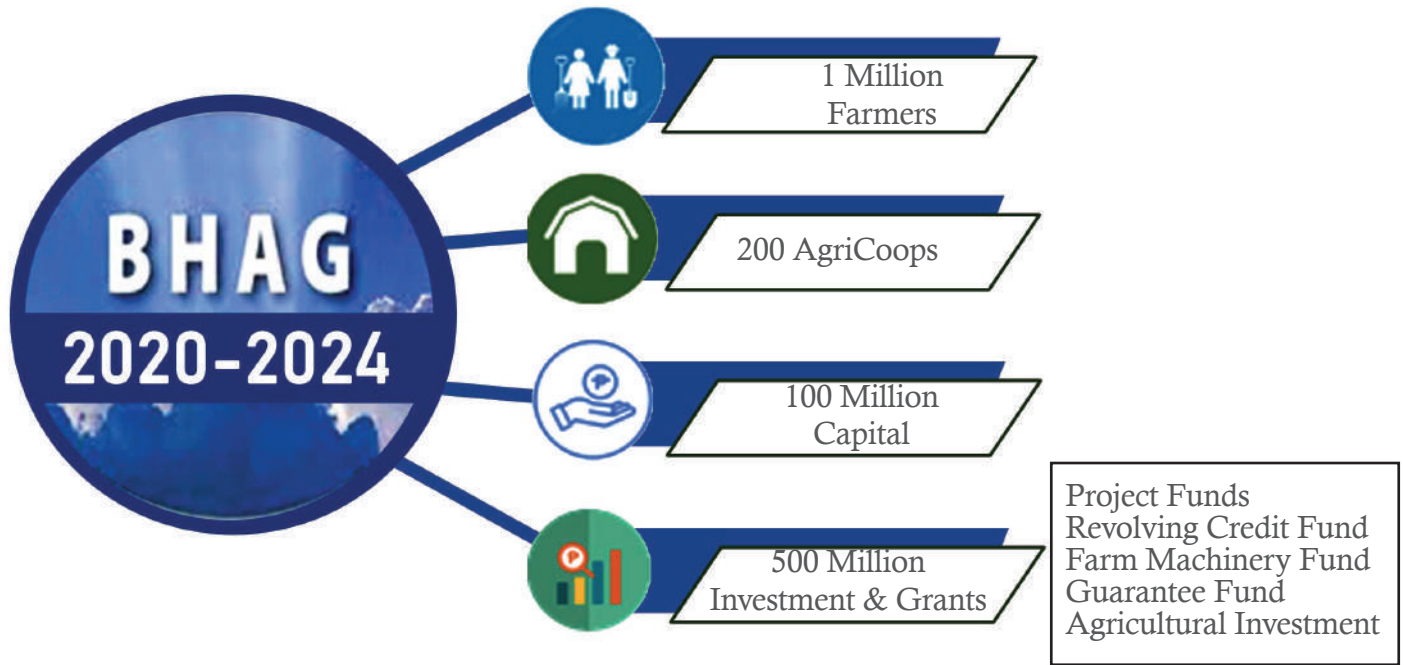 BHAG
2020-2024
1 Million
Farmers
200 AgriCoops
100 Million
Capital
500 Million
Investment & Grants
Project Funds
Revolving Credit Fund
Farm Machinery Fund
Guarantee Fund
Agricultural Investment